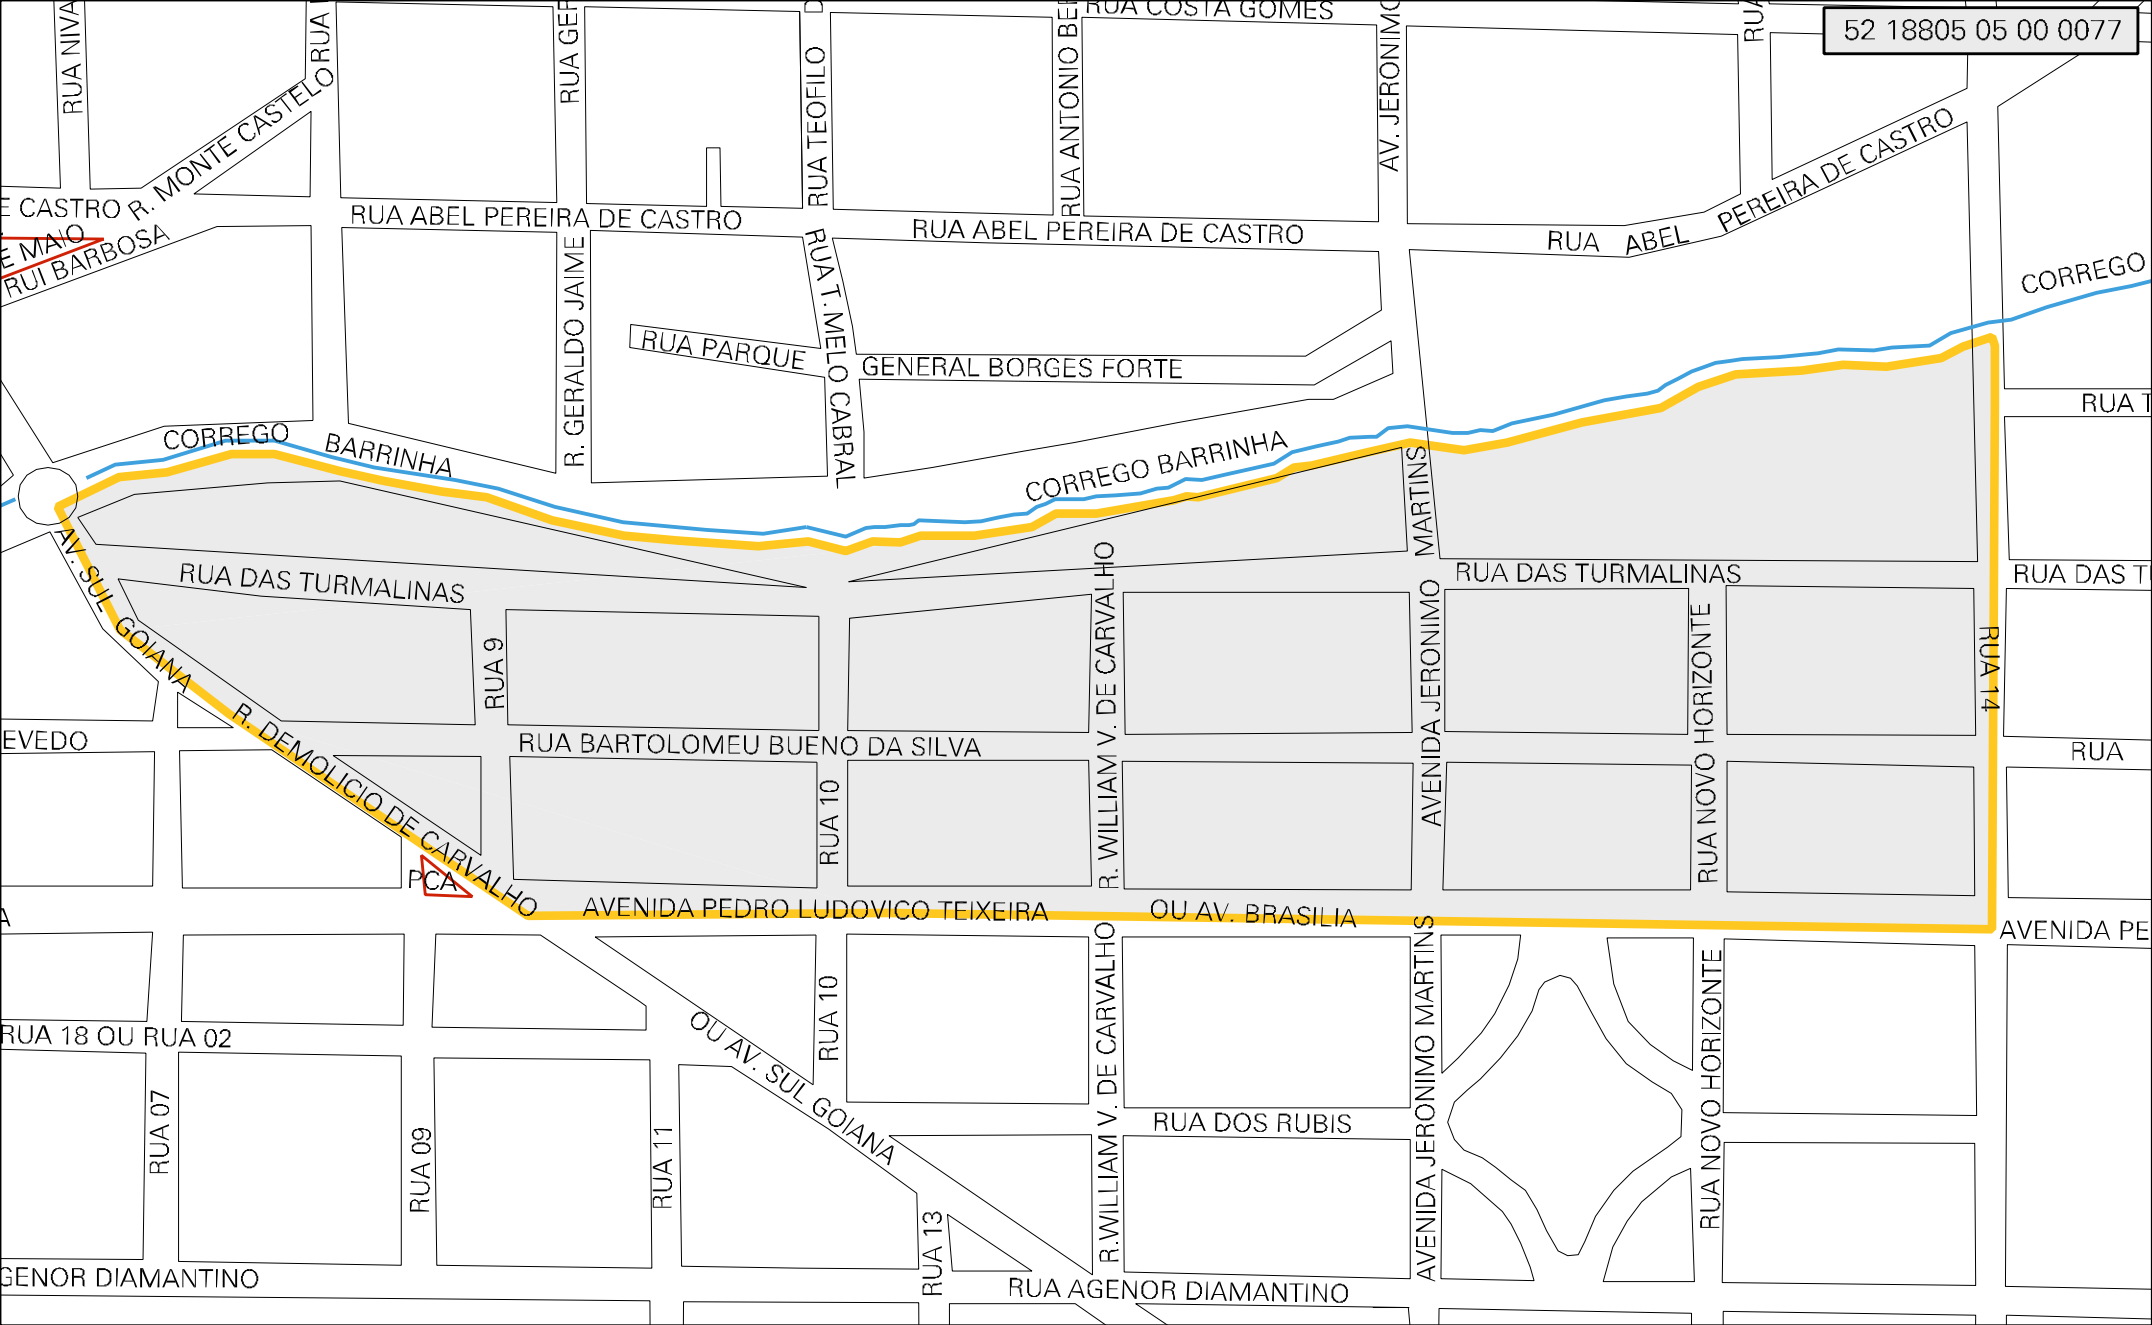 RUA COSTA GOMES
52 18805 05 00 0077
RUA NIVA
RUA
RUA GER
RUA TEOFILO
RUA ANTONIO BE
AV. JERONIMO
RUA
R. MONTE CASTELO
E CASTRO
E MAIO
RUI BARBOSA
RUA ABEL PEREIRA DE CASTRO
RUA ABEL PEREIRA DE CASTRO
RUA ABEL PEREIRA DE CASTRO
CORREGO
R. GERALDO JAIME
RUA T. MELO CABRAL
RUA PARQUE
GENERAL BORGES FORTE
RUA T
CORREGO BARRINHA
CORREGO BARRINHA
MARTINS
AV. SUL GOIANA
RUA DAS TURMALINAS
RUA DAS TURMALINAS
RUA DAS T
RUA 9
R. WILLIAM V. DE CARVALHO
AVENIDA JERONIMO
RUA NOVO HORIZONTE
RUA 14
EVEDO
R. DEMOLICIO DE CARVALHO
RUA BARTOLOMEU BUENO DA SILVA
RUA
RUA 10
PCA
A
AVENIDA PEDRO LUDOVICO TEIXEIRA
OU AV. BRASILIA
AVENIDA PE
RUA 18 OU RUA 02
OU AV. SUL GOIANA
RUA 10
R.WILLIAM V. DE CARVALHO
AVENIDA JERONIMO MARTINS
RUA NOVO HORIZONTE
RUA DOS RUBIS
RUA 07
RUA 09
RUA 11
RUA 13
GENOR DIAMANTINO
RUA AGENOR DIAMANTINO